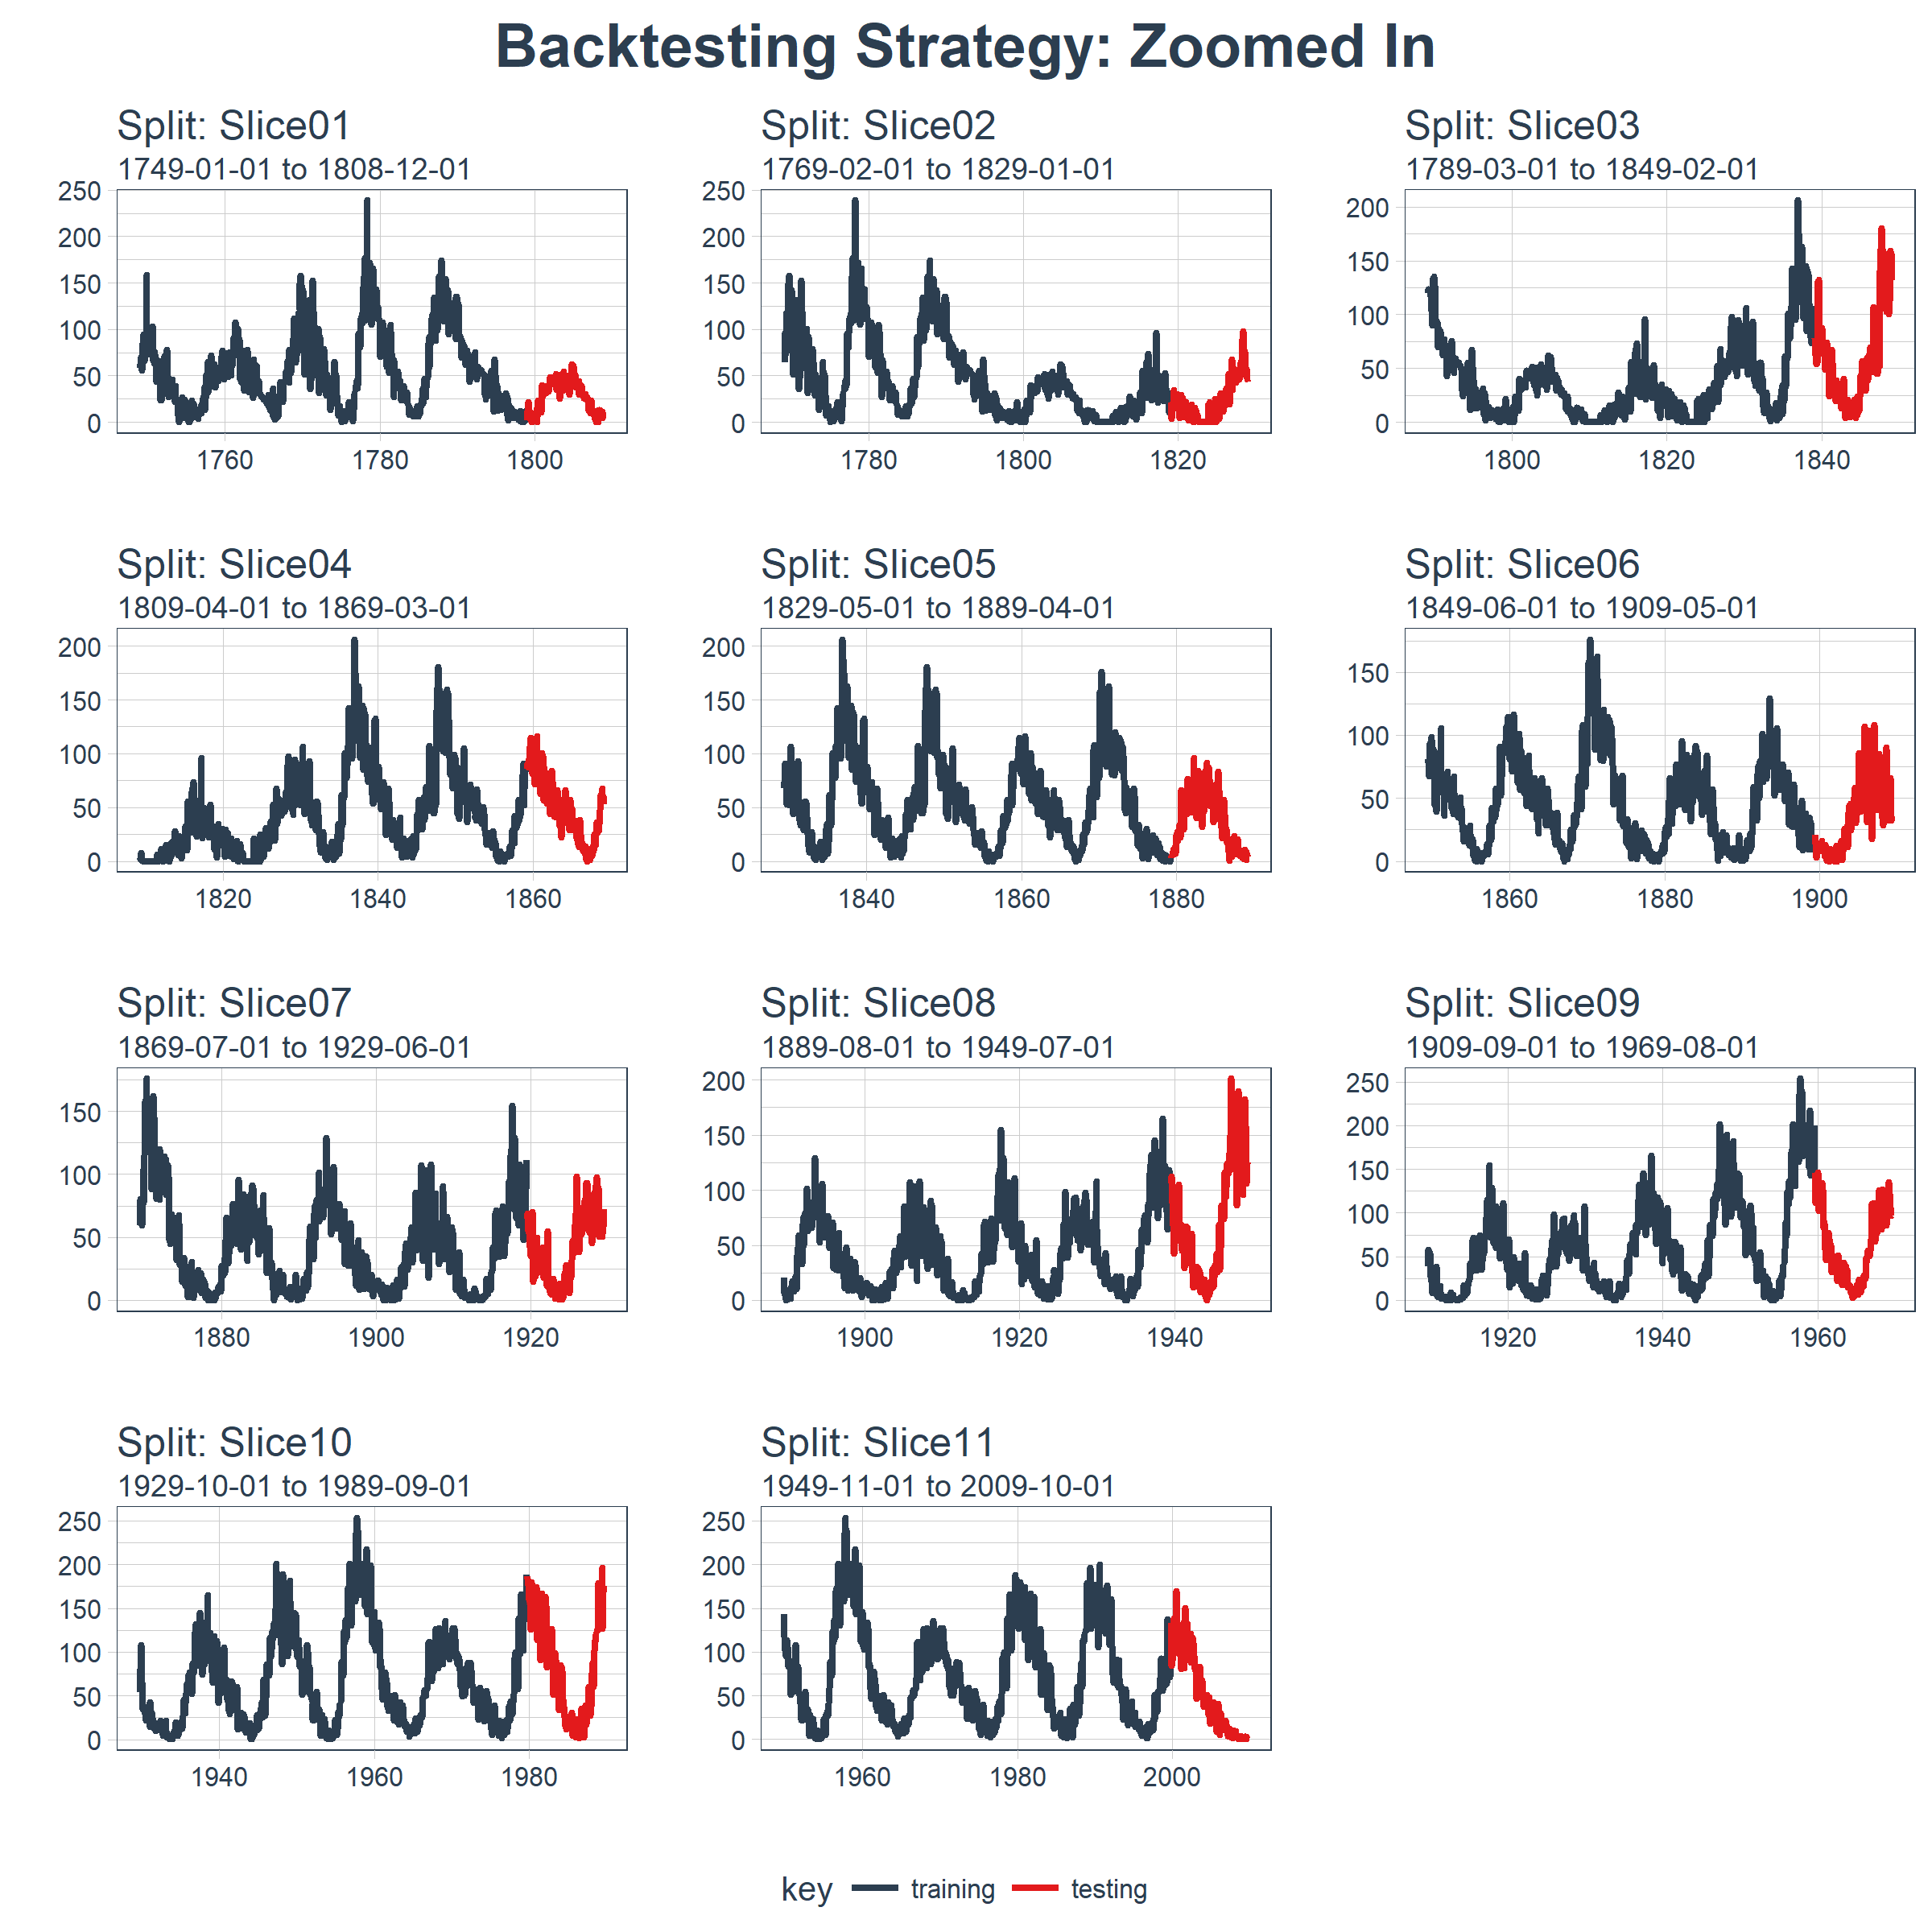 Backtesting Strategy: Zoomed In
Split: Slice01
1749-01-01 to 1808-12-01
250
200
150
100
50
0
1760 1780 1800
Split: Slice02
1769-02-01 to 1829-01-01
250
200
150
100
50
0
1780 1800 1820
Split: Slice03
1789-03-01 to 1849-02-01
200
150
100
50
0
1800 1820 1840
Split: Slice04
1809-04-01 to 1869-03-01
200
150
100
50
0
1820 1840 1860
Split: Slice05
1829-05-01 to 1889-04-01
200
150
100
50
0
1840 1860 1880
Split: Slice06
1849-06-01 to 1909-05-01
150
100
50
0
1860 1880 1900
Split: Slice07
1869-07-01 to 1929-06-01
150
100
50
0
1880 1900 1920
Split: Slice08
1889-08-01 to 1949-07-01
200
150
100
50
0
1900 1920 1940
Split: Slice09
1909-09-01 to 1969-08-01
250
200
150
100
50
0
1920 1940 1960
Split: Slice10
1929-10-01 to 1989-09-01
250
200
150
100
50
0
1940 1960 1980
Split: Slice11
1949-11-01 to 2009-10-01
250
200
150
100
50
0
1960 1980 2000
key training testing